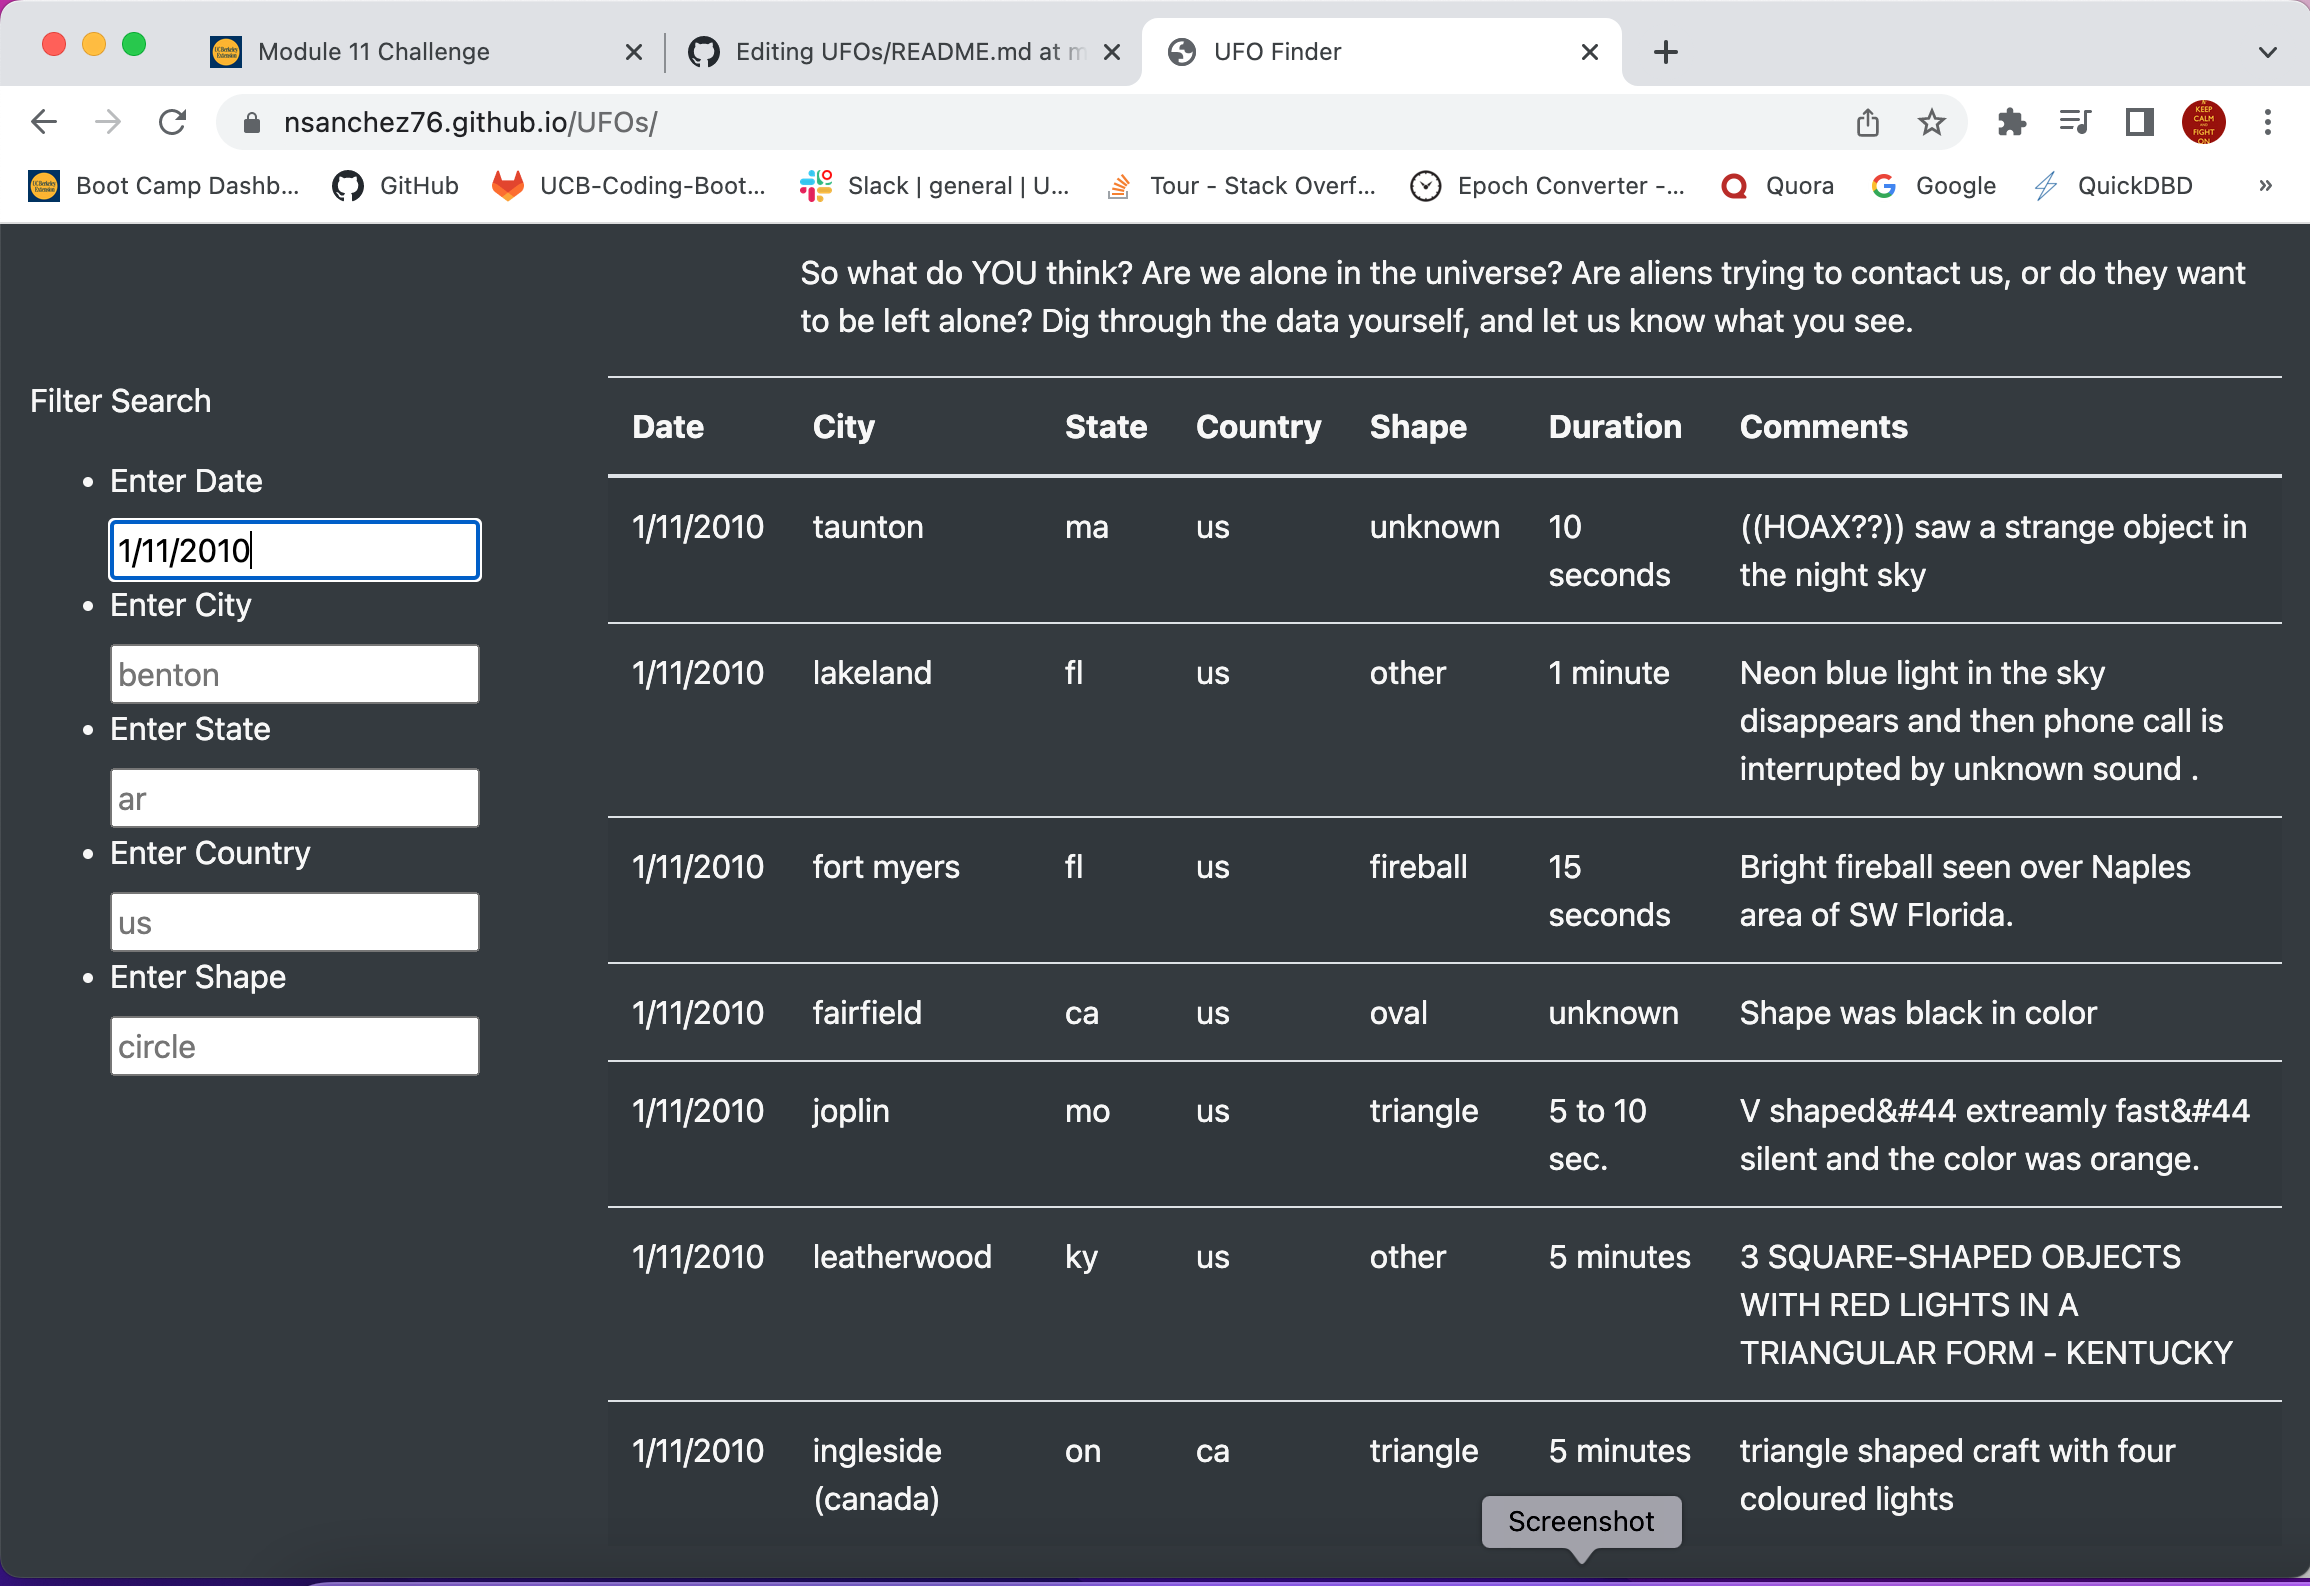 Module 11 Challenge
Editing UFOs/README.md at m
UFO Finder
nsanchez76.github.io/UFOs/
KEEP
CALM
AND
FIGHT
ON
Boot Camp Dashb...
GitHub
UCB-Coding-Boot...
Slack | general | U...
Tour - Stack Overf...
Epoch Converter -...
Quora
Google
QuickDBD
»
So what do YOU think? Are we alone in the universe? Are aliens trying to contact us, or do they want
to be left alone? Dig through the data yourself, and let us know what you see.
Filter Search
• Enter Date
1/11/2010
• Enter City
benton
• Enter State
ar
• Enter Country
us
• Enter Shape
circle
Date City State Country Shape Duration Comments
1/11/2010 taunton ma us unknown 10 ((HOAX??)) saw a strange object in
seconds the night sky
1/11/2010 lakeland fl us other 1 minute Neon blue light in the sky
disappears and then phone call is
interrupted by unknown sound .
1/11/2010 fort myers fl us fireball 15 Bright fireball seen over Naples
seconds area of SW Florida.
1/11/2010 fairfield ca us oval unknown Shape was black in color
1/11/2010 joplin mo us triangle 5 to 10 V shaped&#44 extreamly fast&#44
sec. silent and the color was orange.
1/11/2010 leatherwood ky us other 5 minutes 3 SQUARE-SHAPED OBJECTS
WITH RED LIGHTS IN A
TRIANGULAR FORM - KENTUCKY
1/11/2010 ingleside on ca triangle 5 minutes triangle shaped craft with four
(canada) coloured lights
Screenshot